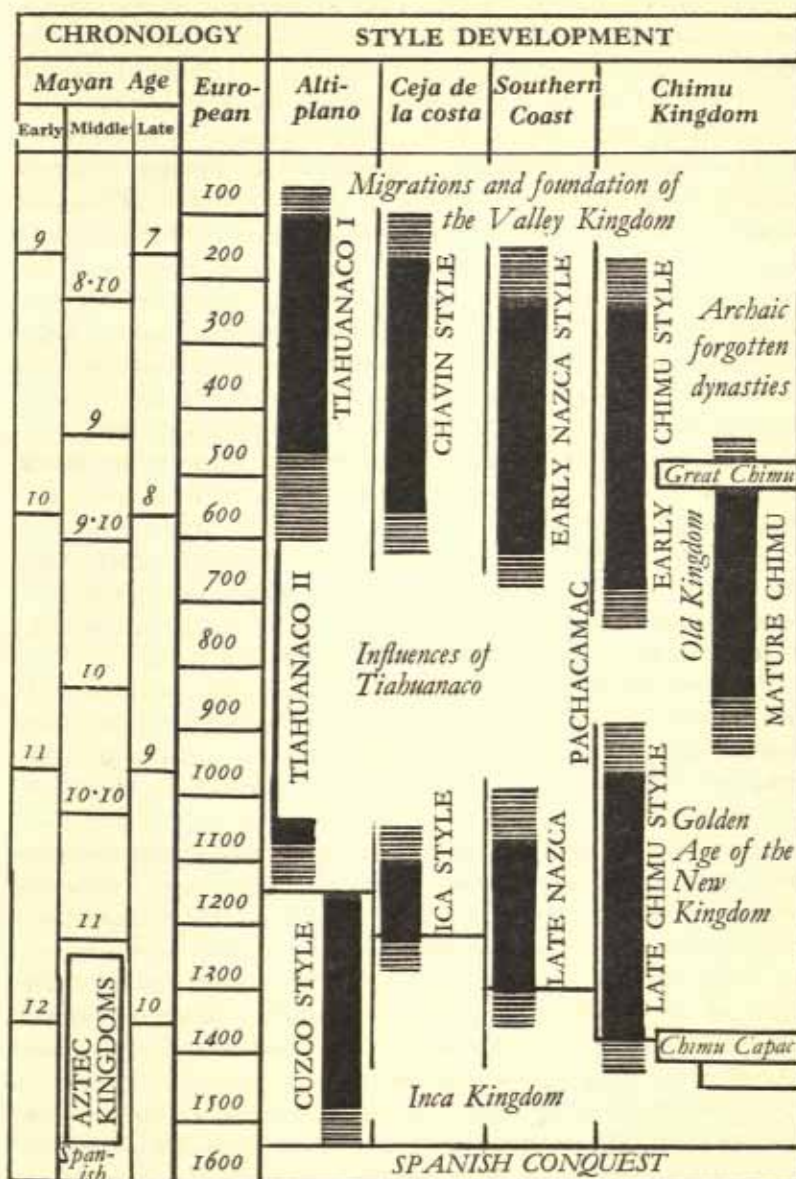 CHRONOLOGY
STYLE DEVELOPMENT
Mayan Age
Early
Middle
Late
Euro-
pean
Alti-
plano
Ceja de
la costa
Southern
Coast
Chimu
Kingdom
9
10
11
12
8·10
9
9·10
10
10·10
11
AZTEC
KINGDOMS
Span-
ish
7
8
9
10
100
200
300
400
500
600
700
800
900
1000
1100
1200
1300
1400
1500
1600
Migrations and foundation of
the Valley Kingdom
TIAHUANACO I
CHAVIN STYLE
EARLY NAZCA STYLE
EARLY CHIMU STYLE
Archaic
forgotten
dynasties
Great Chimu
Old Kingdom
MATURE CHIMU
TIAHUANACO II
Influences of
Tiahuanaco
PACHACAMAC
ICA STYLE
LATE NAZCA
LATE CHIMU STYLE
Golden
Age of the
New
Kingdom
CUZCO STYLE
Chimu Capac
Inca Kingdom
SPANISH CONQUEST